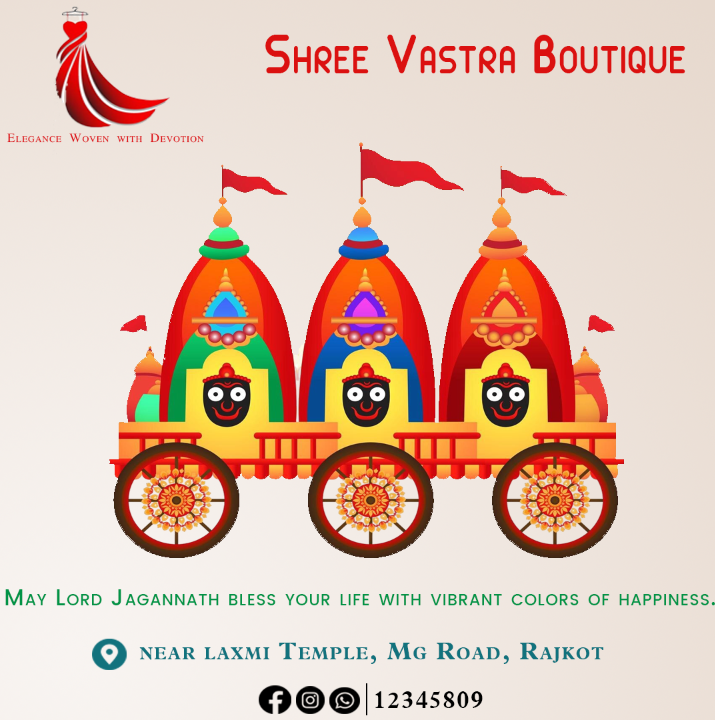 Shree Vastra Boutique
Elegance Woven with Devotion
May Lord Jagannath bless your life with vibrant colors of happiness.
near laxmi Temple, Mg Road, Rajkot
12345809